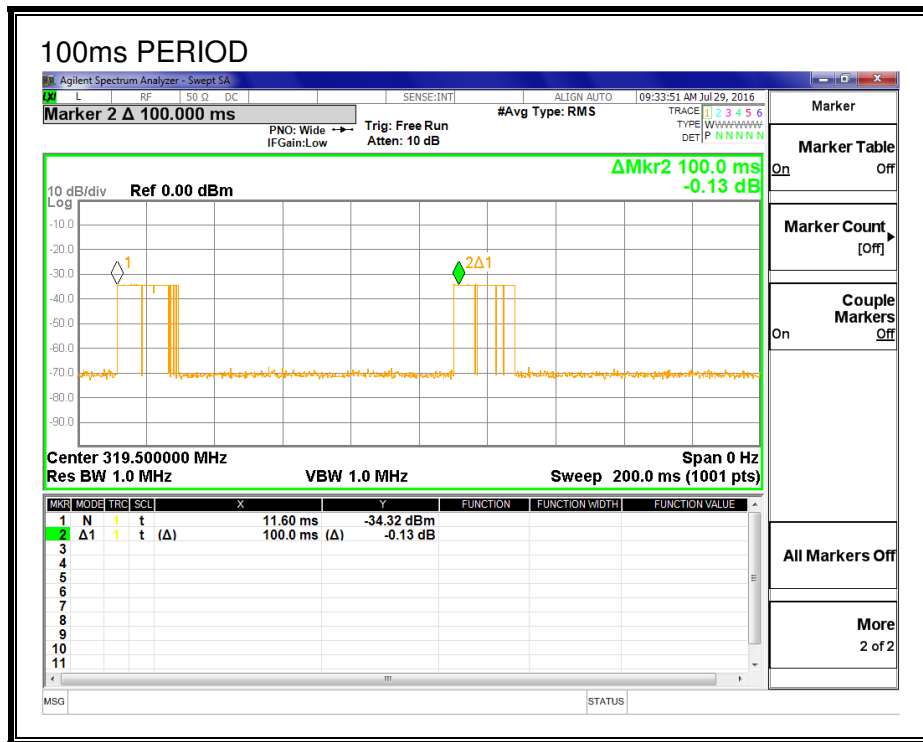 100ms PERIOD
Agilent Spectrum Analyzer - Swept SA
LXI L RF 50 Ω DC SENSE:INT ALIGN AUTO 09:33:51 AM Jul 29, 2016
Marker 2 Δ 100.000 ms
PNO: Wide
IFGain:Low
Trig: Free Run
Atten: 10 dB
#Avg Type: RMS
TRACE 1 2 3 4 5 6
TYPE WWWWWW
DET P N N N N N
ΔMkr2 100.0 ms
-0.13 dB
10 dB/div Ref 0.00 dBm
Log
-10.0
-20.0
-30.0
-40.0
-50.0
-60.0
-70.0
-80.0
-90.0
1
2Δ1
Center 319.500000 MHz Span 0 Hz
Res BW 1.0 MHz VBW 1.0 MHz Sweep 200.0 ms (1001 pts)
MKR MODE TRC SCL X Y FUNCTION FUNCTION WIDTH FUNCTION VALUE
1 N 1 t 11.60 ms -34.32 dBm
2 Δ1 1 t (Δ) 100.0 ms (Δ) -0.13 dB
3
4
5
6
7
8
9
10
11
MSG STATUS
Marker
Marker Table
On Off
Marker Count
[Off]
Couple
Markers
On Off
All Markers Off
More
2 of 2